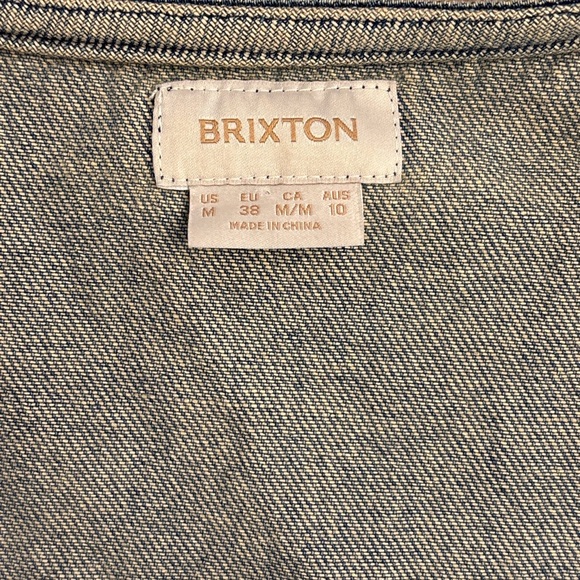 BRIXTON
US EU CA AUS
M 38 M/M 10
MADE IN CHINA